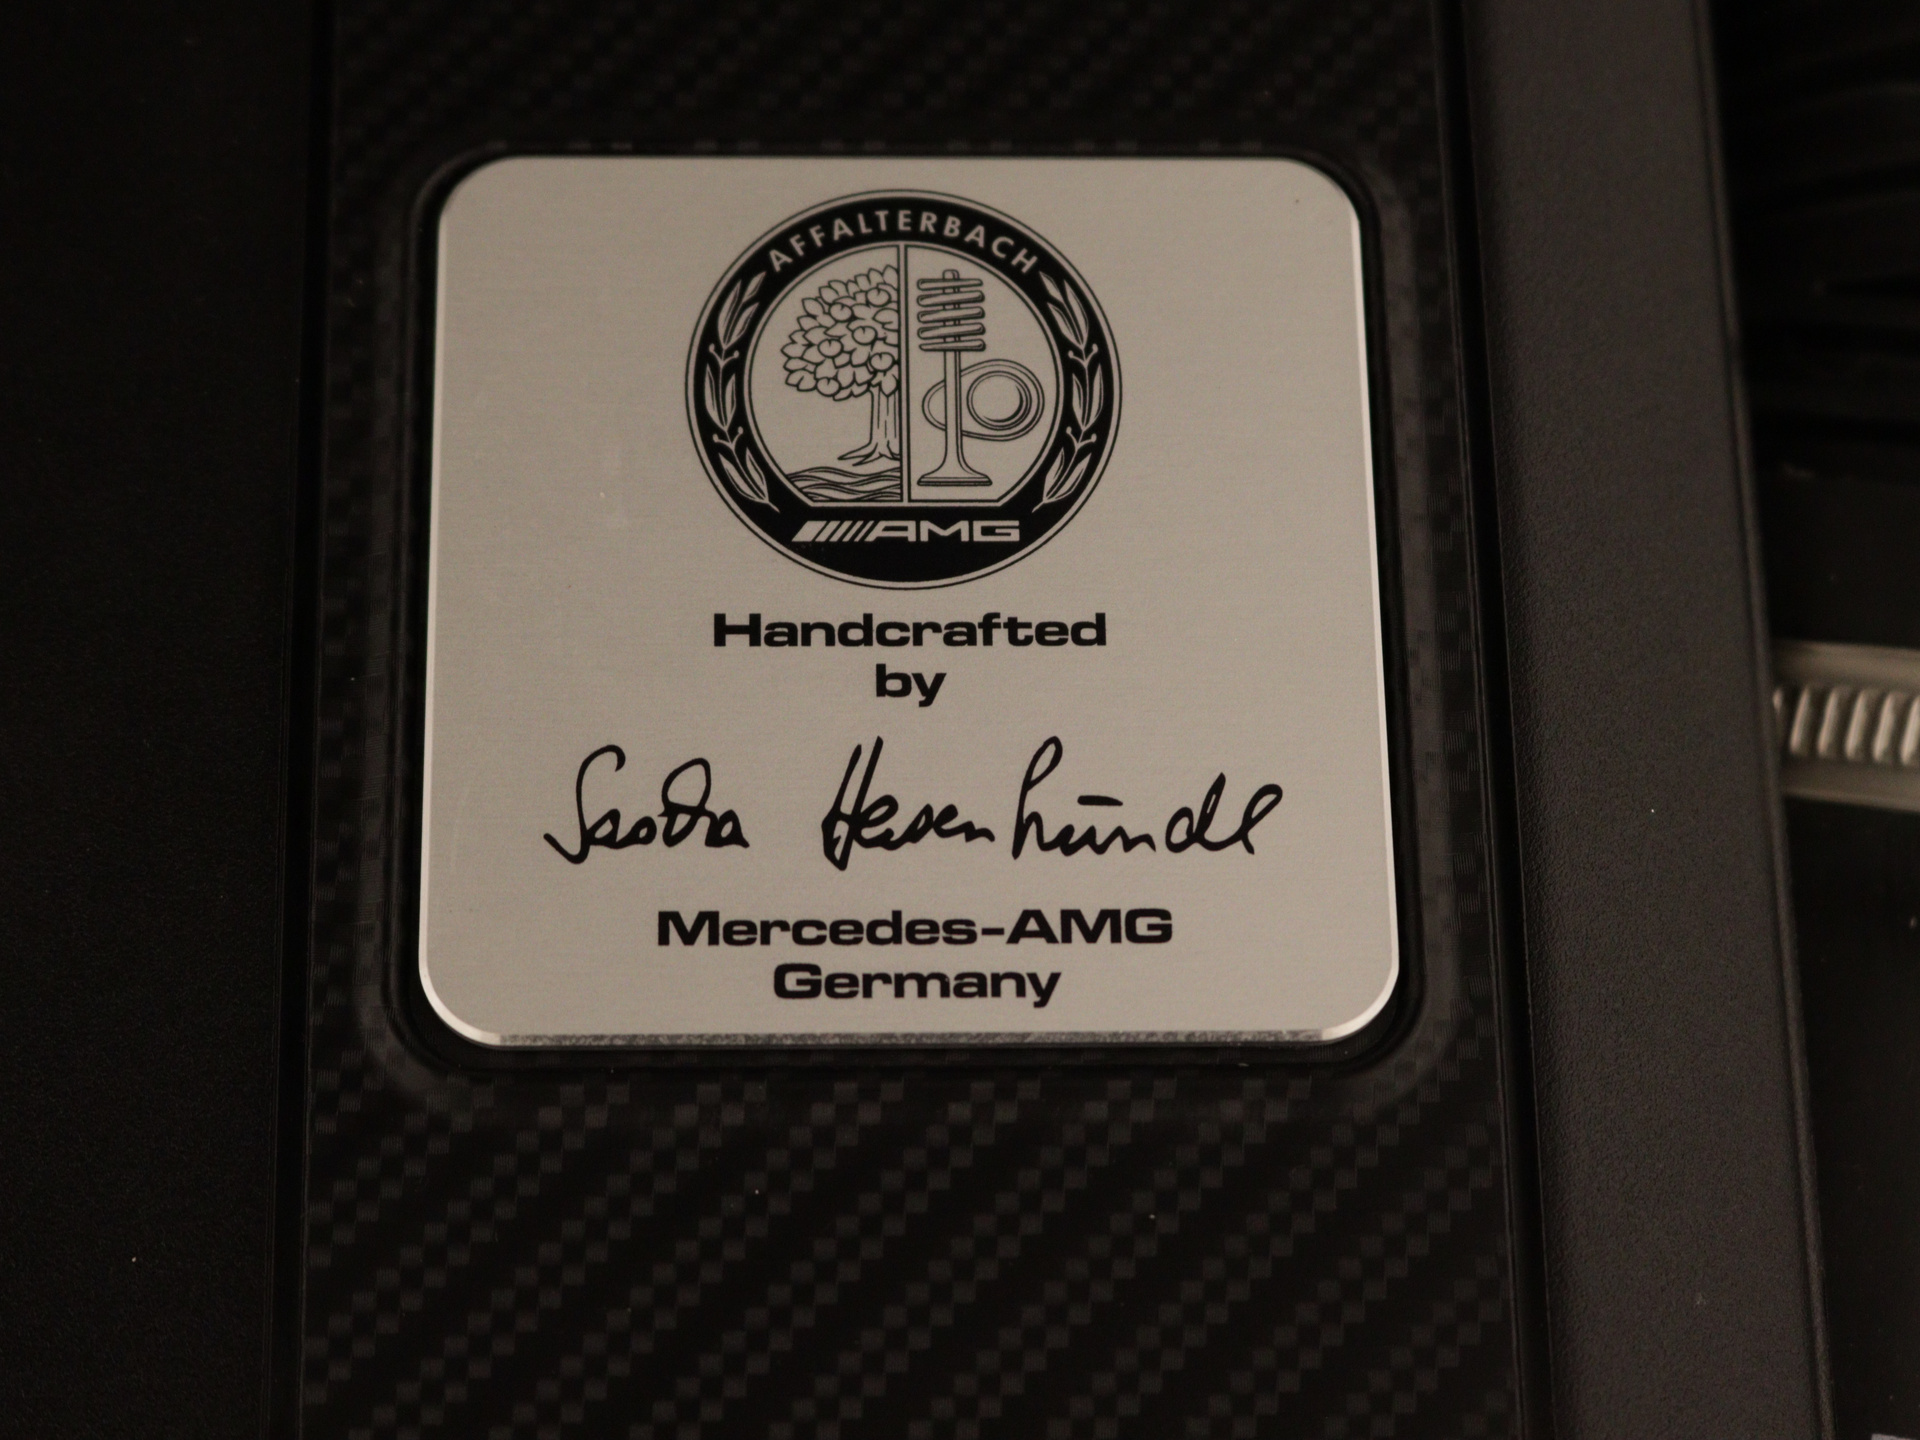 AFFALTERBACH
AMG
Handcrafted
by
Mercedes-AMG
Germany